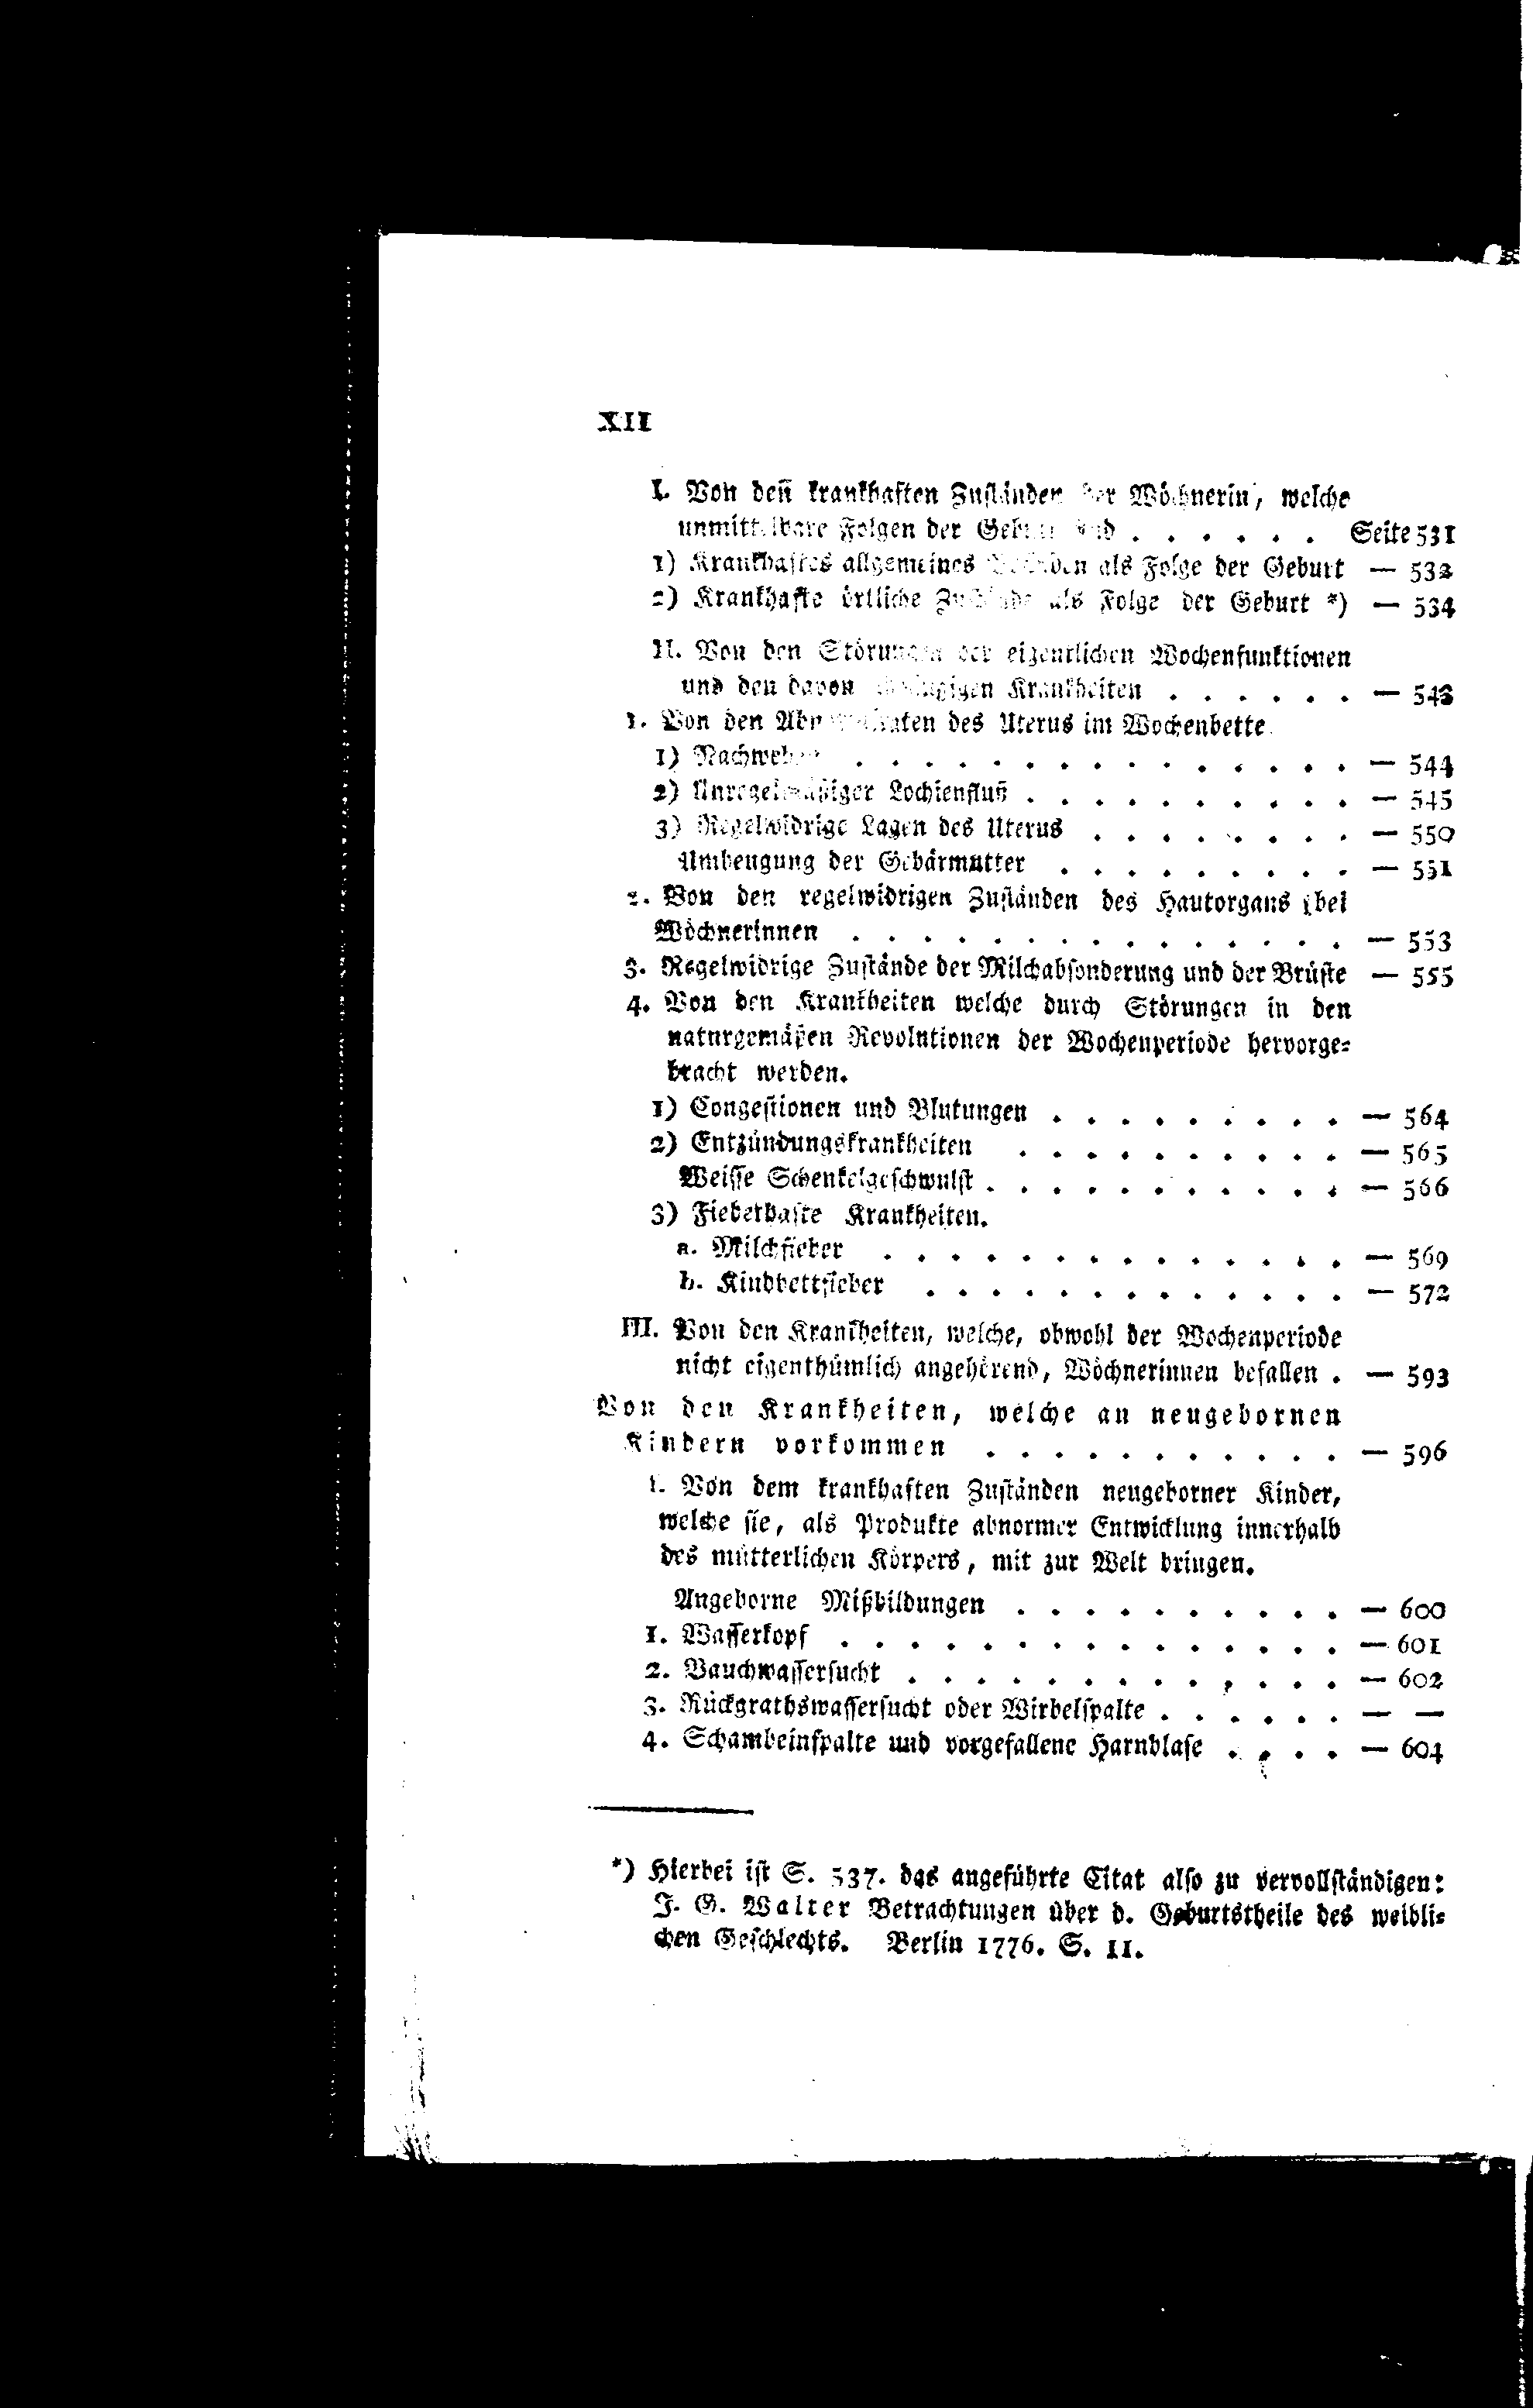 XII
I. Von den krankhaften Zuständen der Wöchnerin, welche
unmittelbare Folgen der Geburt sind . . . . . . Seite 531
1) Krankhaftes allgemeines als Folge der Geburt — 532
2) Krankhafte örtliche Zustände als Folge der Geburt *) — 534
II. Von den Störungen der eigentlichen Wochenfunktionen
und den davon abhängigen Krankheiten . . . . . . — 543
1. Von den Abnormitäten des Uterus im Wochenbette.
1) Nachwehen . . . . . . . . . . . . . . . — 544
2) Unregelmäßiger Lochienfluß . . . . . . . . . . — 545
3) Regelwidrige Lagen des Uterus . . . . . . . . — 550
Umbeugung der Gebärmutter . . . . . . . . . — 551
2. Von den regelwidrigen Zuständen des Hautorgans bei
Wöchnerinnen . . . . . . . . . . . . . . . — 553
3. Regelwidrige Zustände der Milchabsonderung und der Brüste — 555
4. Von den Krankheiten welche durch Störungen in den
naturgemäßen Revolutionen der Wochenperiode hervorge-
bracht werden.
1) Congestionen und Blutungen . . . . . . . . . — 564
2) Entzündungskrankheiten . . . . . . . . . . — 565
Weisse Schenkelgeschwulst . . . . . . . . . . . — 566
3) Fieberhafte Krankheiten.
a. Milchfieber . . . . . . . . . . . . . . — 569
b. Kindbettfieber . . . . . . . . . . . . . — 572
III. Von den Krankheiten, welche, obwohl der Wochenperiode
nicht eigenthümlich angehörend, Wöchnerinnen befallen . — 593
Von den Krankheiten, welche an neugebornen
Kindern vorkommen . . . . . . . . . . . — 596
I. Von dem krankhaften Zuständen neugeborner Kinder,
welche sie, als Produkte abnormer Entwicklung innerhalb
des mütterlichen Körpers, mit zur Welt bringen.
Angeborne Mißbildungen . . . . . . . . . . — 600
1. Wasserkopf . . . . . . . . . . . . . . . — 601
2. Bauchwassersucht . . . . . . . . . . . . . — 602
3. Rückgrathswassersucht oder Wirbelspalte . . . . . . — —
4. Schambeinspalte und vorgefallene Harnblase . . . . — 604
*) Hierbei ist S. 537. das angeführte Citat also zu vervollständigen:
J. G. Walter Betrachtungen über d. Geburtstheile des weibli-
chen Geschlechts. Berlin 1776. S. 11.